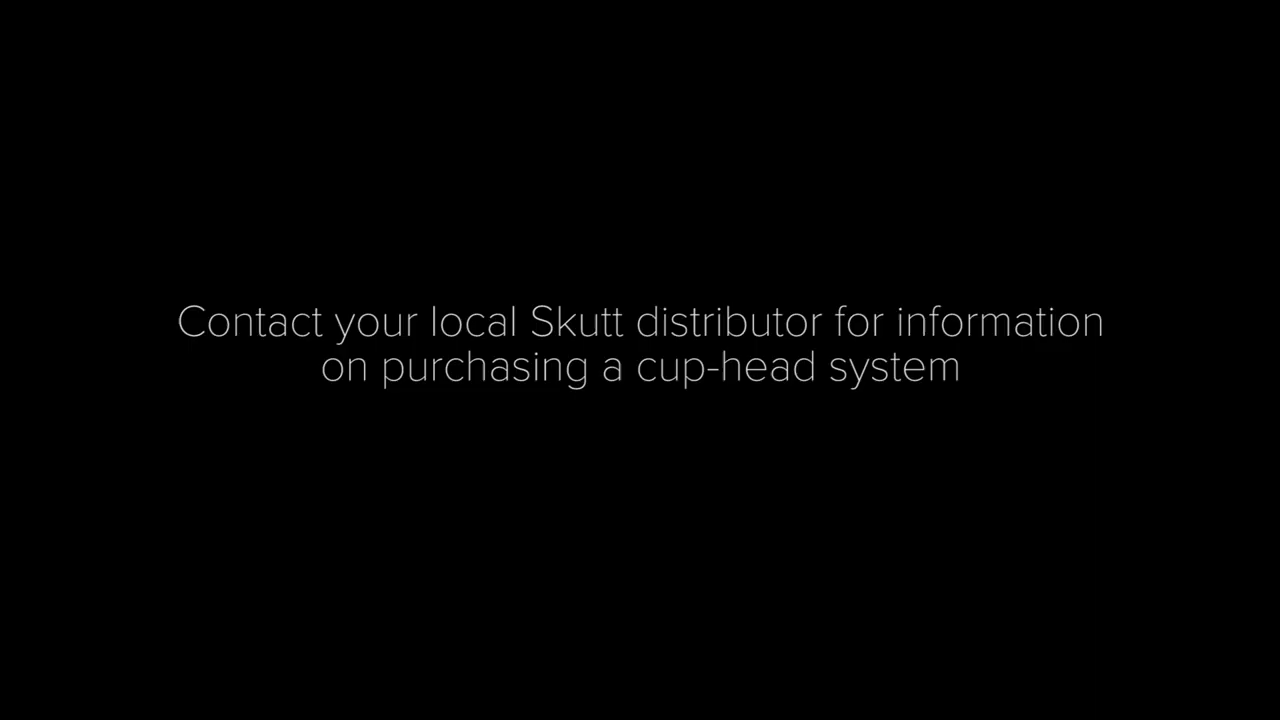 Contact your local Skutt distributor for information
on purchasing a cup-head system